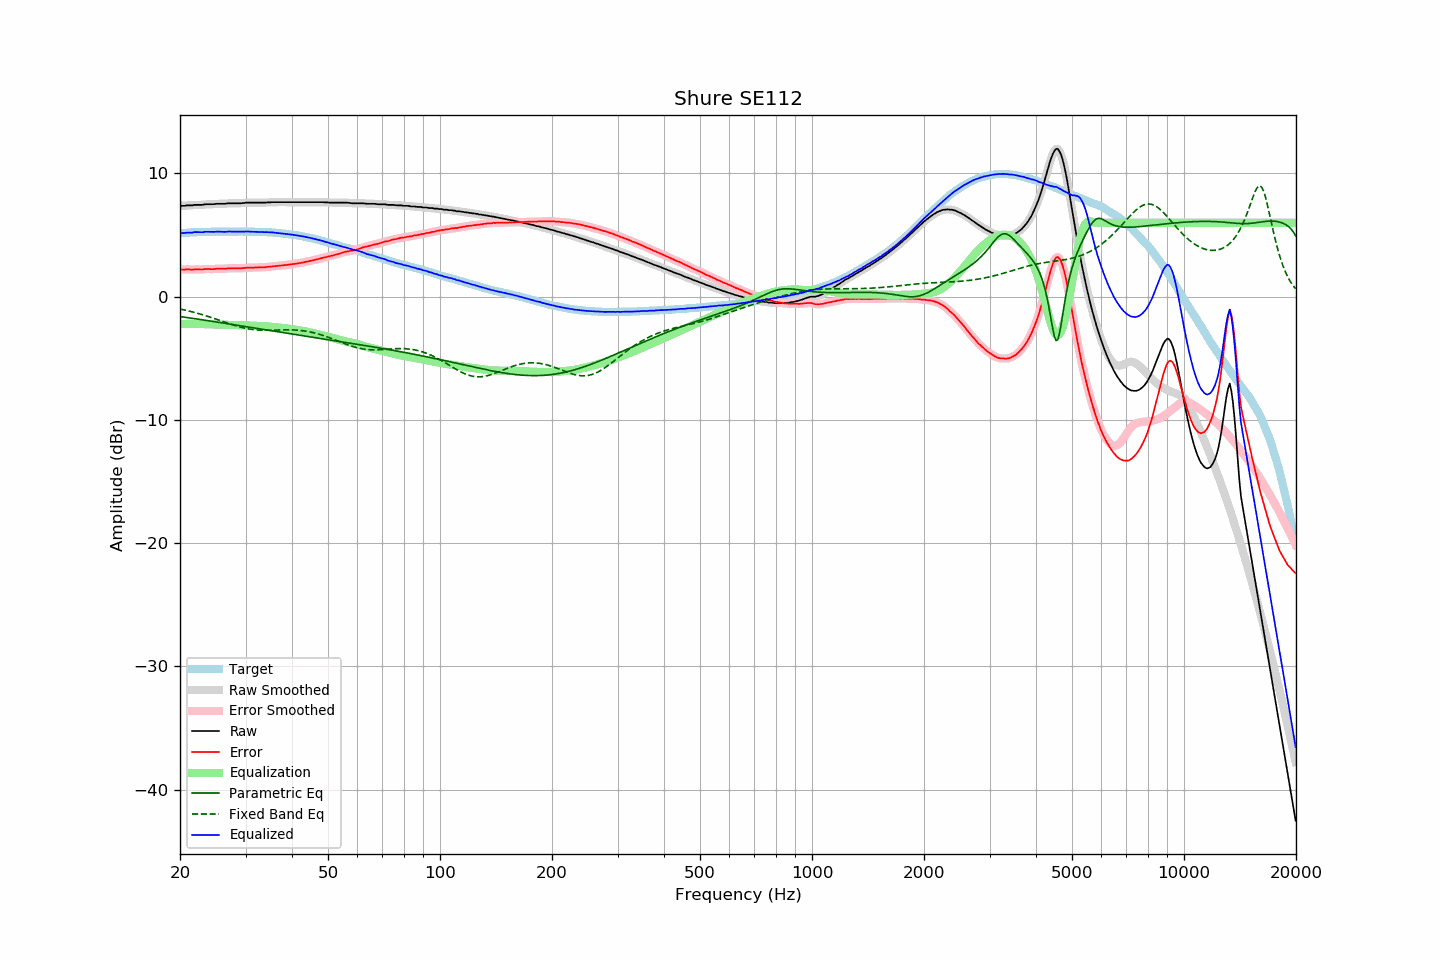 Shure SE112
Amplitude (dBr)
10
0
−10
−20
−30
−40
Target
Raw Smoothed
Error Smoothed
Raw
Error
Equalization
Parametric Eq
Fixed Band Eq
Equalized
20 50 100 200 500 1000 2000 5000 10000 20000
Frequency (Hz)